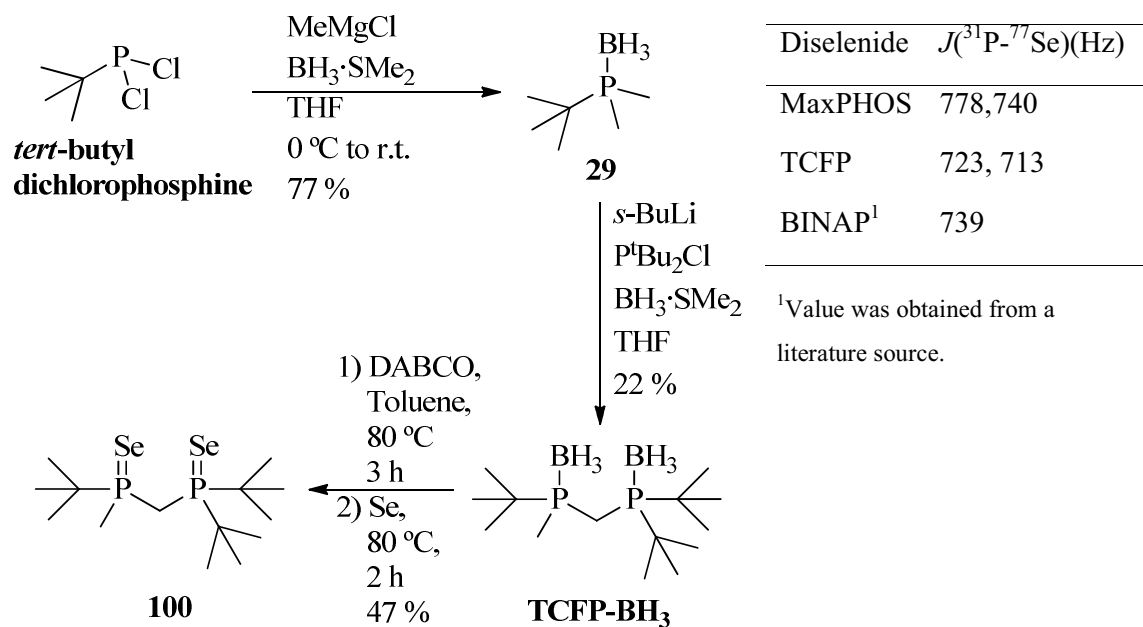 MeMgCl
BH₃·SMe₂
THF
0 ºC to r.t.
77 %
P
Cl
Cl
tert-butyl
dichlorophosphine
BH₃
P
29
s-BuLi
PᵗBu₂Cl
BH₃·SMe₂
THF
22 %
Diselenide J(³¹P-⁷⁷Se)(Hz)
MaxPHOS 778,740
TCFP 723, 713
BINAP¹ 739
¹Value was obtained from a
literature source.
1) DABCO,
Toluene,
80 ºC
3 h
2) Se,
80 ºC,
2 h
47 %
BH₃ BH₃
P P
TCFP-BH₃
Se Se
P P
100